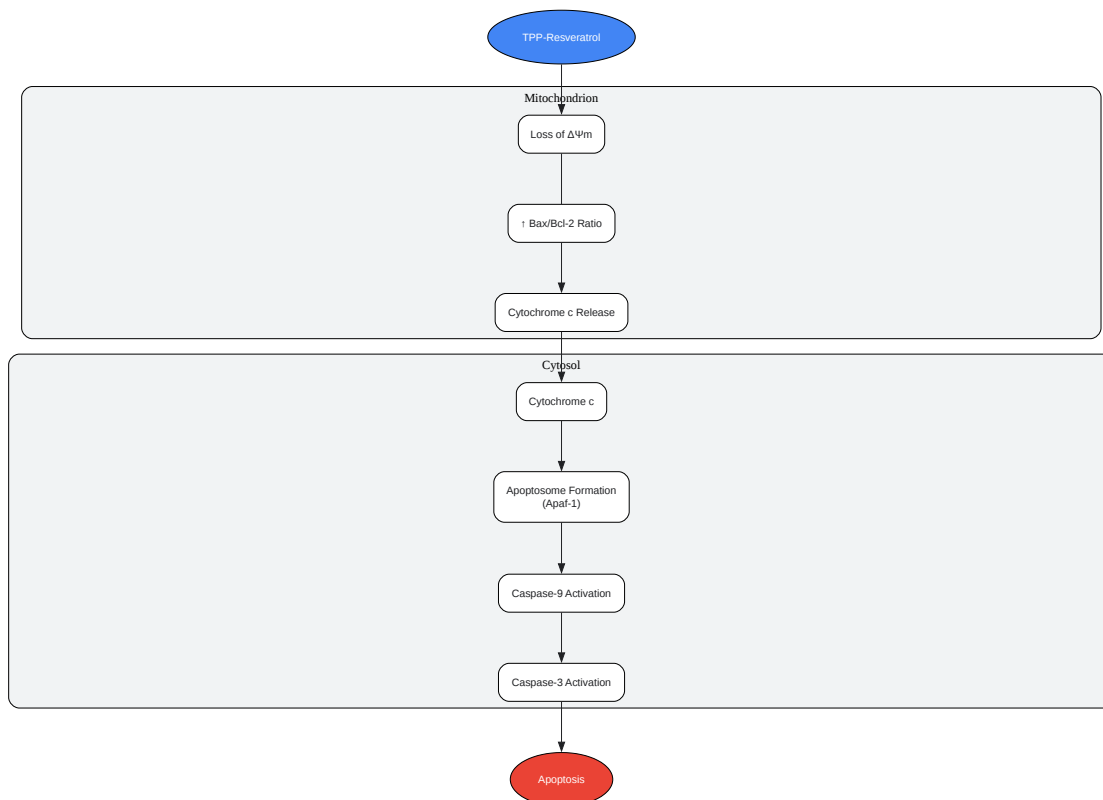 TPP-Resveratrol
Mitochondrion
Loss of ΔΨm
↑ Bax/Bcl-2 Ratio
Cytochrome c Release
Cytosol
Cytochrome c
Apoptosome Formation
(Apaf-1)
Caspase-9 Activation
Caspase-3 Activation
Apoptosis